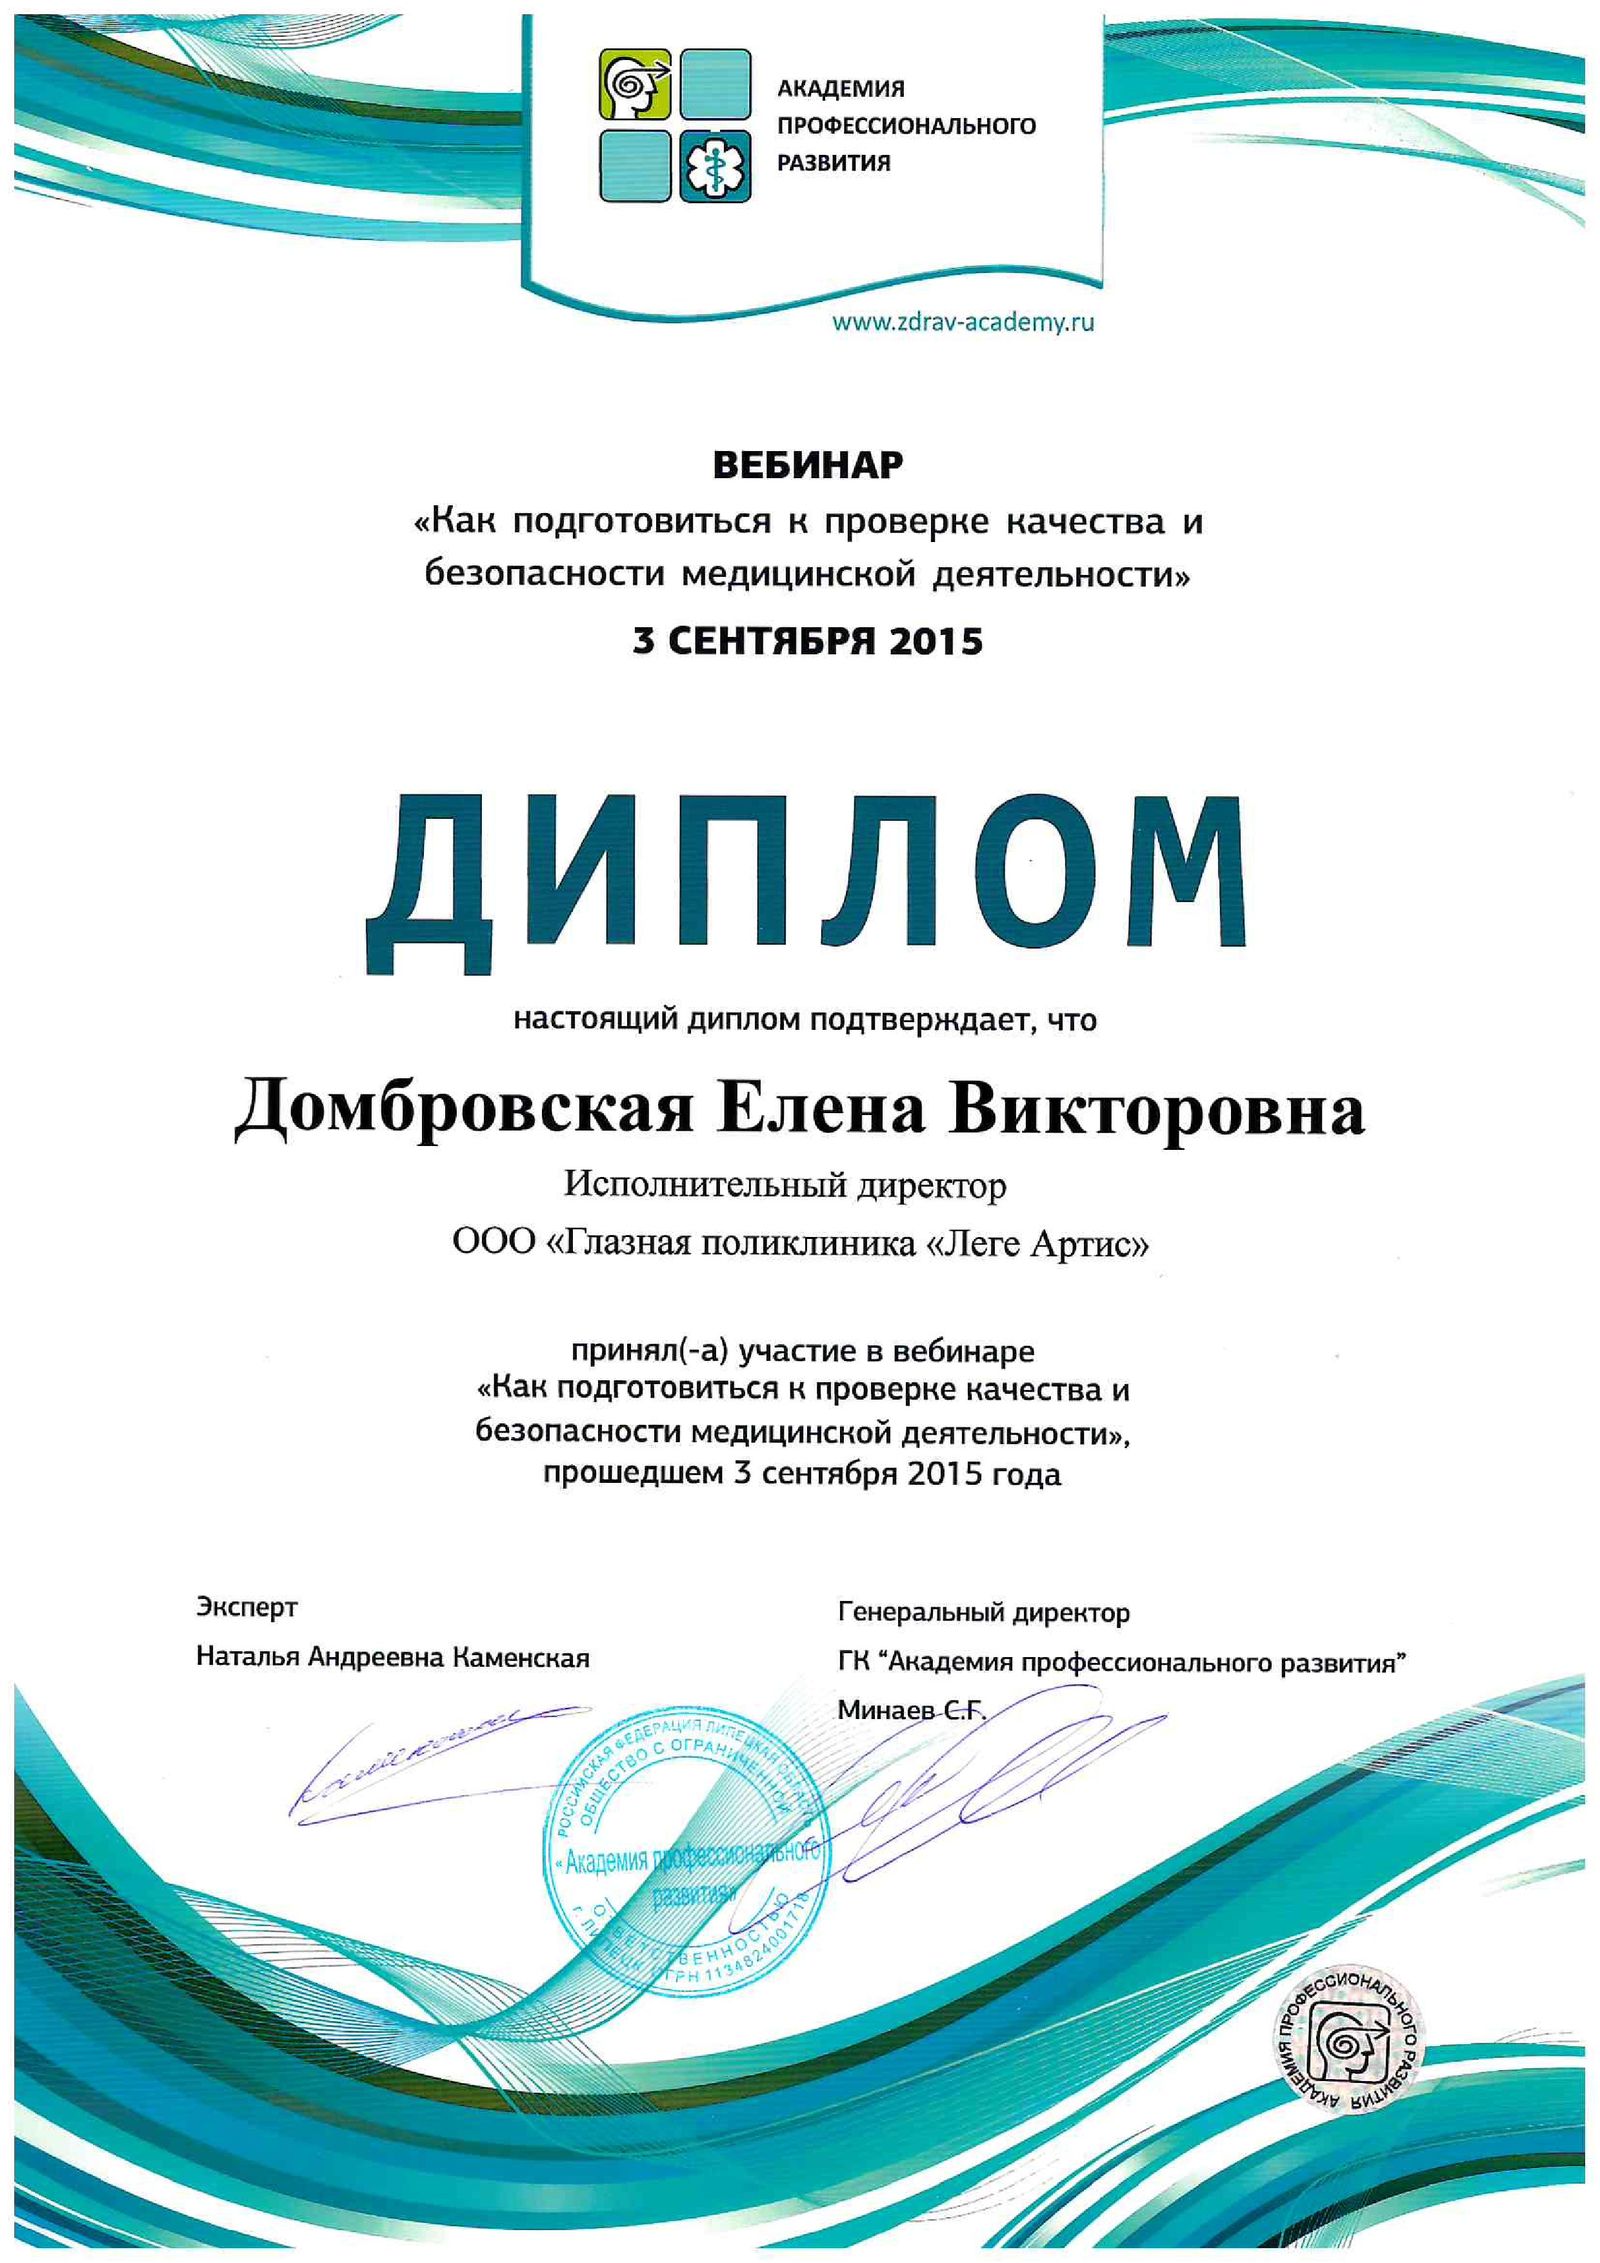 АКАДЕМИЯ
ПРОФЕССИОНАЛЬНОГО
РАЗВИТИЯ
www.zdrav-academy.ru
ВЕБИНАР
«Как подготовиться к проверке качества и
безопасности медицинской деятельности»
3 СЕНТЯБРЯ 2015
ДИПЛОМ
настоящий диплом подтверждает, что
Домбровская Елена Викторовна
Исполнительный директор
ООО «Глазная поликлиника «Леге Артис»
принял(-а) участие в вебинаре
«Как подготовиться к проверке качества и
безопасности медицинской деятельности»,
прошедшем 3 сентября 2015 года
Эксперт
Наталья Андреевна Каменская
Генеральный директор
ГК “Академия профессионального развития”
Минаев С.Г.
РОССИЙСКАЯ ФЕДЕРАЦИЯ ЛИПЕЦКАЯ ОБЛАСТЬ
ОБЩЕСТВО С ОГРАНИЧЕННОЙ
«Академия профессионального
развития»
ОТВЕТСТВЕННОСТЬЮ
г. ЛИПЕЦК ОГРН 1134824001718
АКАДЕМИЯ ПРОФЕССИОНАЛЬНОГО РАЗВИТИЯ